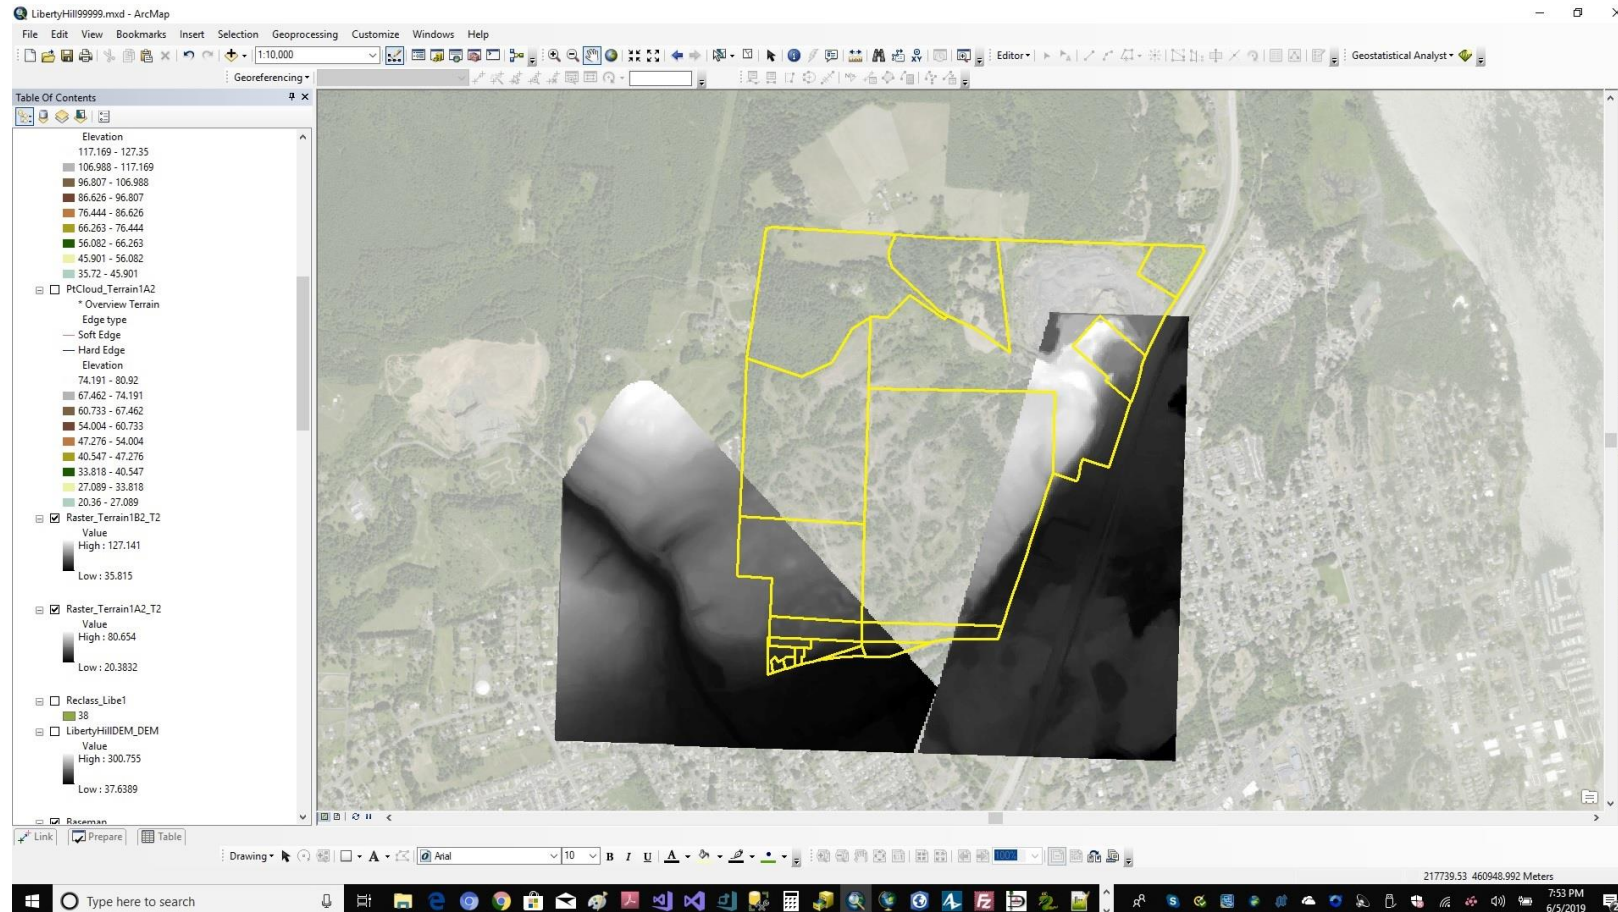 LibertyHill99999.mxd - ArcMap
File Edit View Bookmarks Insert Selection Geoprocessing Customize Windows Help
1:10,000
Editor
Geostatistical Analyst
Georeferencing
Table Of Contents
Elevation
117.169 - 127.35
106.988 - 117.169
96.807 - 106.988
86.626 - 96.807
76.444 - 86.626
66.263 - 76.444
56.082 - 66.263
45.901 - 56.082
35.72 - 45.901
PtCloud_Terrain1A2
* Overview Terrain
Edge type
Soft Edge
Hard Edge
Elevation
74.191 - 80.92
67.462 - 74.191
60.733 - 67.462
54.004 - 60.733
47.276 - 54.004
40.547 - 47.276
33.818 - 40.547
27.089 - 33.818
20.36 - 27.089
Raster_Terrain1B2_T2
Value
High : 127.141
Low : 35.815
Raster_Terrain1A2_T2
Value
High : 80.654
Low : 20.3832
Reclass_Libe1
38
LibertyHillDEM_DEM
Value
High : 300.755
Low : 37.6389
Basemap
Link Prepare Table
Drawing A Arial 10 B I U A 100%
217739.53 460948.992 Meters
Type here to search
7:53 PM
6/5/2019